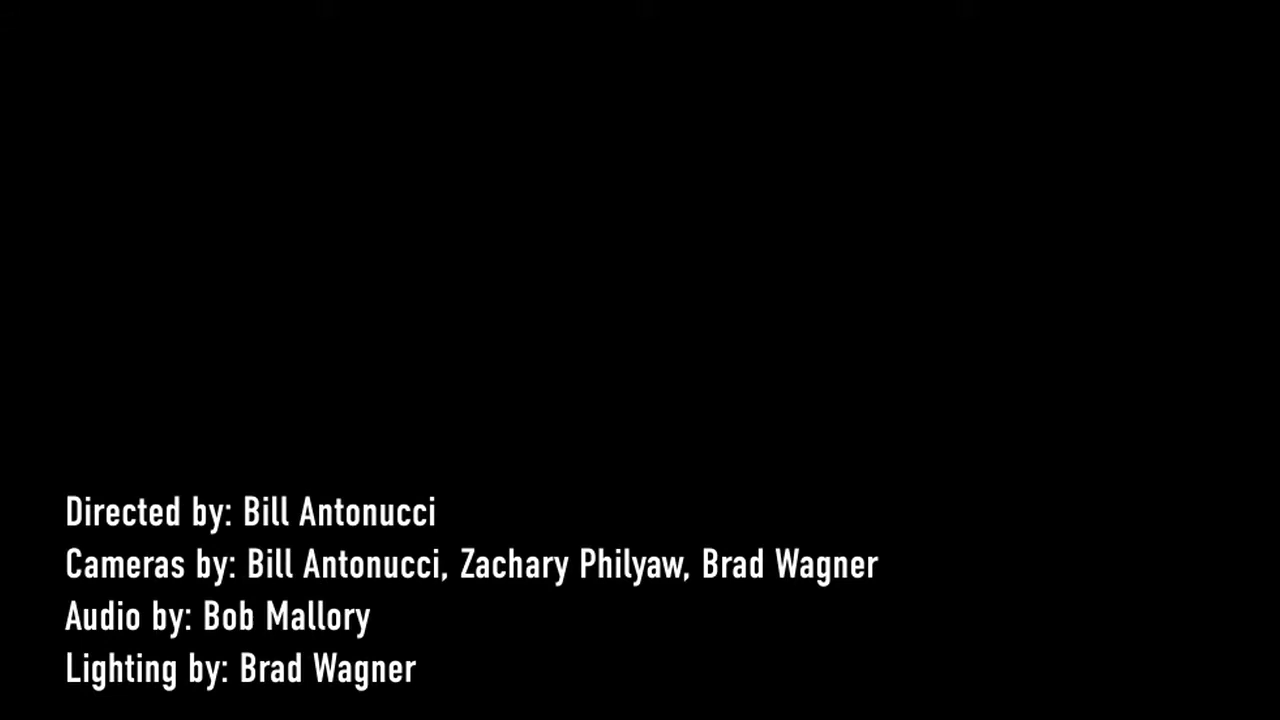 Directed by: Bill Antonucci
Cameras by: Bill Antonucci, Zachary Philyaw, Brad Wagner
Audio by: Bob Mallory
Lighting by: Brad Wagner